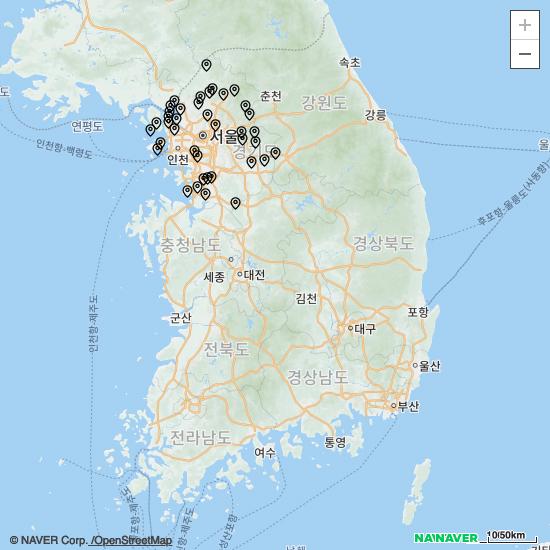 +
−
속초
춘천
강원도
강릉
연평도
서울
인천항-백령도
인천
경기도
울
후포항-울릉도(사동항)
충청남도
경상북도
세종
대전
인천항-제주도
김천
포항
군산
대구
전북도
울산
경상남도
부산
전라남도
여수
통영
© NAVER Corp. /OpenStreetMap
NA\NAVER
10/50km